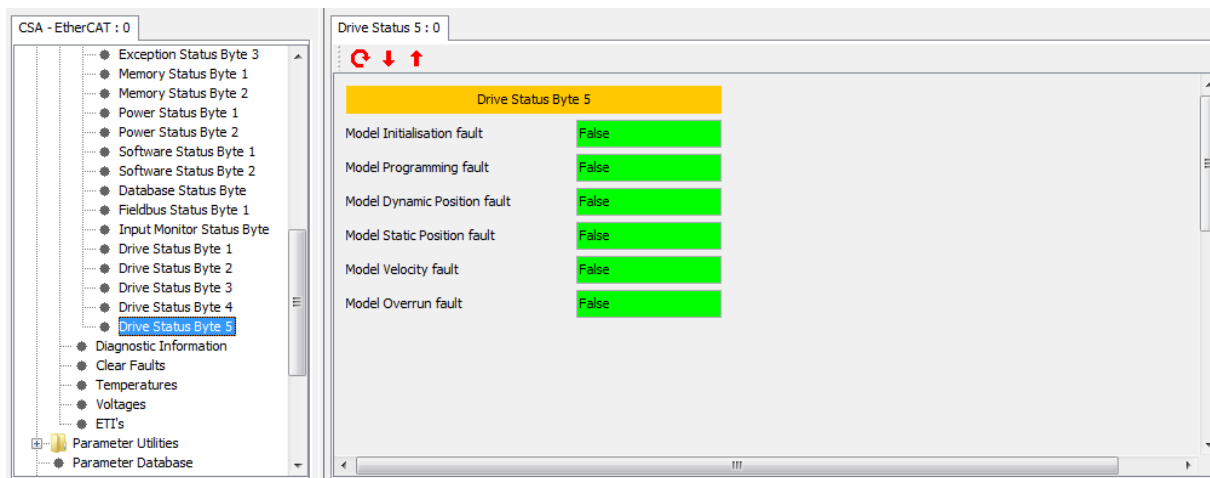 CSA - EtherCAT : 0
Exception Status Byte 3
Memory Status Byte 1
Memory Status Byte 2
Power Status Byte 1
Power Status Byte 2
Software Status Byte 1
Software Status Byte 2
Database Status Byte
Fieldbus Status Byte 1
Input Monitor Status Byte
Drive Status Byte 1
Drive Status Byte 2
Drive Status Byte 3
Drive Status Byte 4
Drive Status Byte 5
Diagnostic Information
Clear Faults
Temperatures
Voltages
ETI's
Parameter Utilities
Parameter Database
Drive Status 5 : 0
Drive Status Byte 5
Model Initialisation fault False
Model Programming fault False
Model Dynamic Position fault False
Model Static Position fault False
Model Velocity fault False
Model Overrun fault False